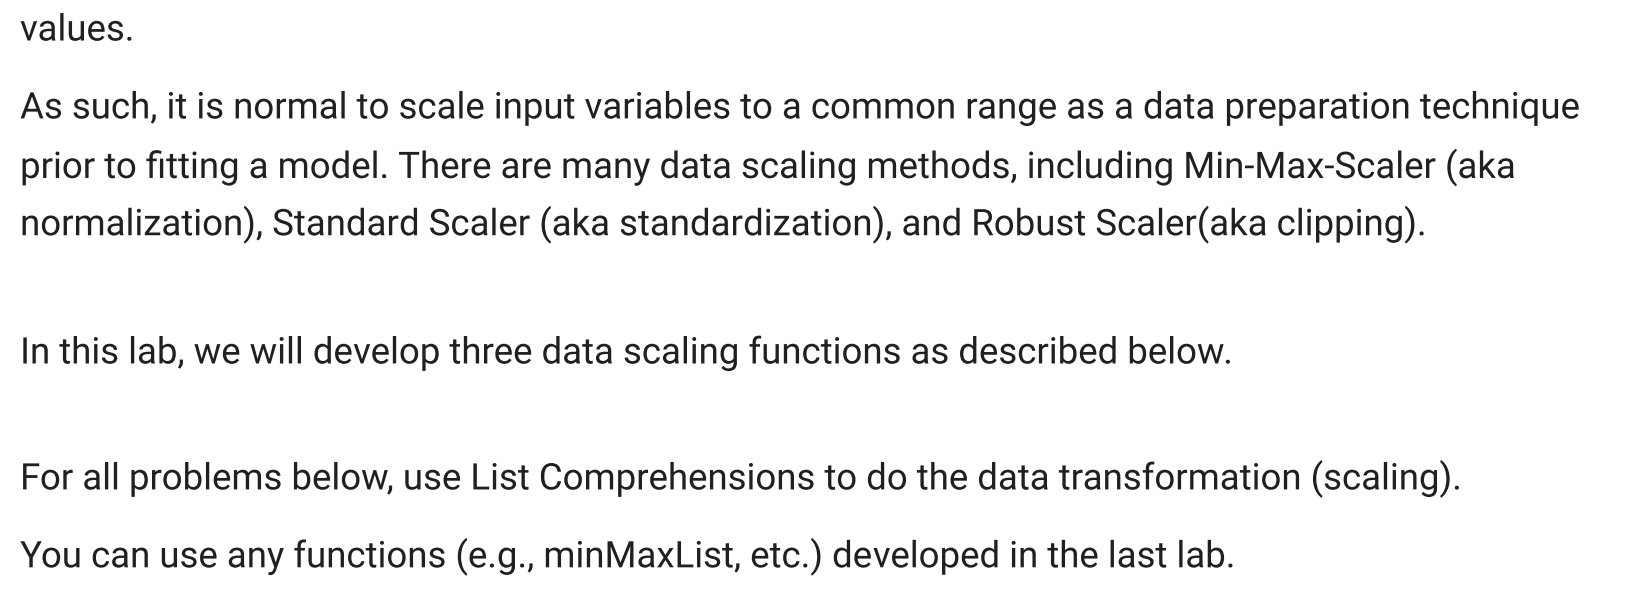 values.
As such, it is normal to scale input variables to a common range as a data preparation technique
prior to fitting a model. There are many data scaling methods, including Min-Max-Scaler (aka
normalization), Standard Scaler (aka standardization), and Robust Scaler(aka clipping).
In this lab, we will develop three data scaling functions as described below.
For all problems below, use List Comprehensions to do the data transformation (scaling).
You can use any functions (e.g., minMaxList, etc.) developed in the last lab.